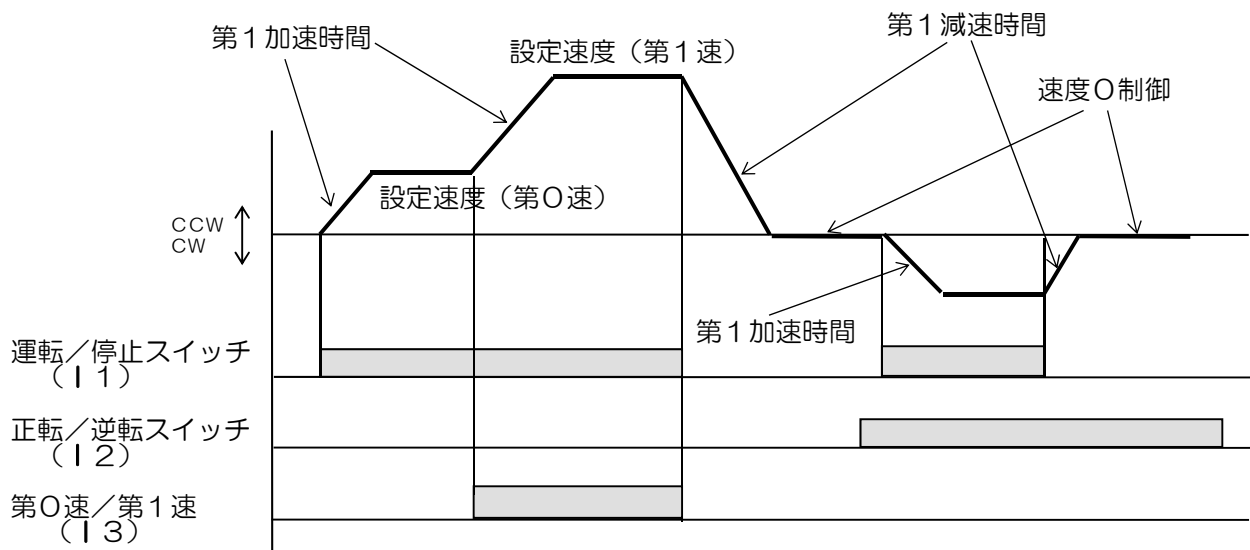 第１加速時間
設定速度（第１速）
第１減速時間
速度０制御
設定速度（第０速）
ＣＣＷ
ＣＷ
第１加速時間
運転／停止スイッチ
（Ｉ１）
正転／逆転スイッチ
（Ｉ２）
第０速／第１速
（Ｉ３）